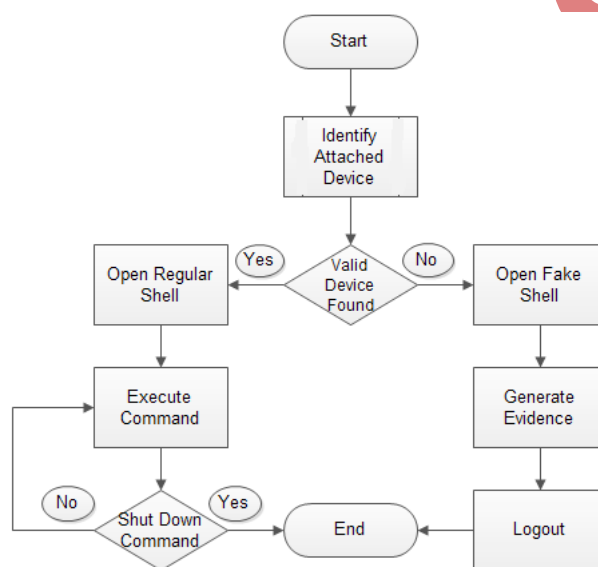 Start
Identify
Attached
Device
Valid
Device
Found
Yes
No
Open Regular
Shell
Open Fake
Shell
Execute
Command
Generate
Evidence
Shut Down
Command
No
Yes
End
Logout